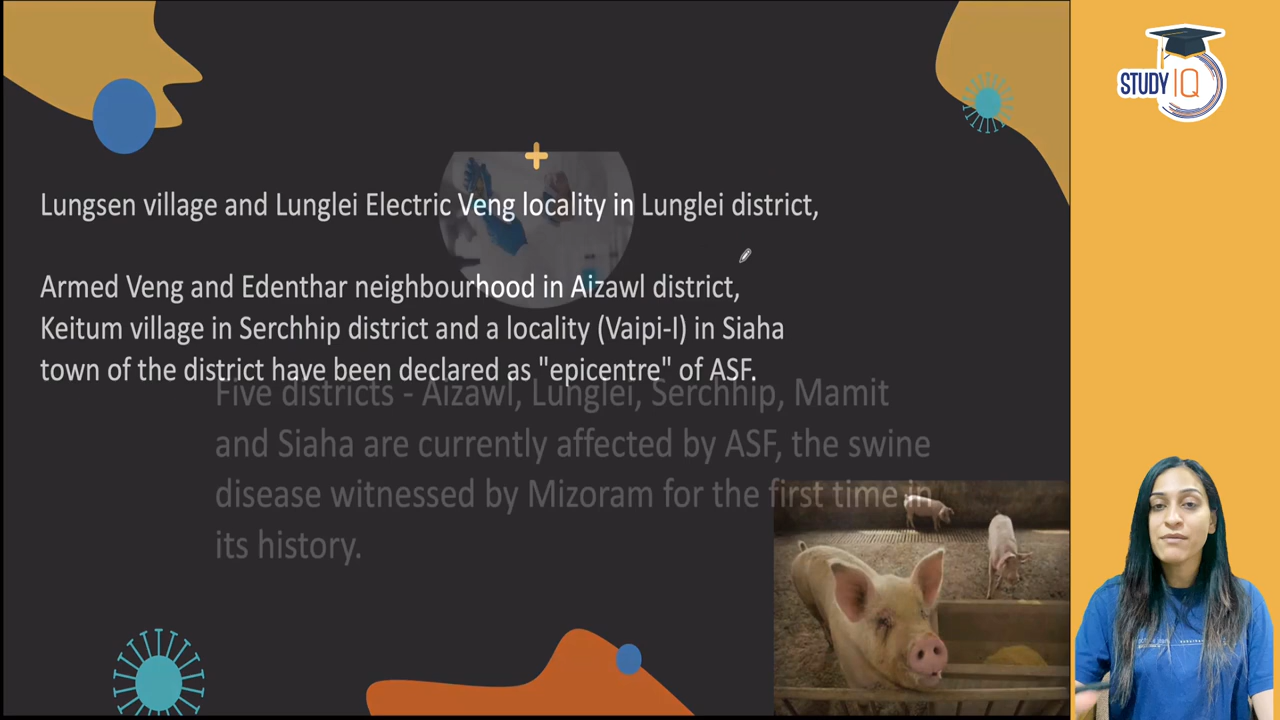 STUDY IQ
Lungsen village and Lunglei Electric Veng locality in Lunglei district,
Armed Veng and Edenthar neighbourhood in Aizawl district,
Keitum village in Serchhip district and a locality (Vaipi-I) in Siaha
town of the district have been declared as "epicentre" of ASF.
Five districts - Aizawl, Lunglei, Serchhip, Mamit
and Siaha are currently affected by ASF, the swine
disease witnessed by Mizoram for the first time in
its history.